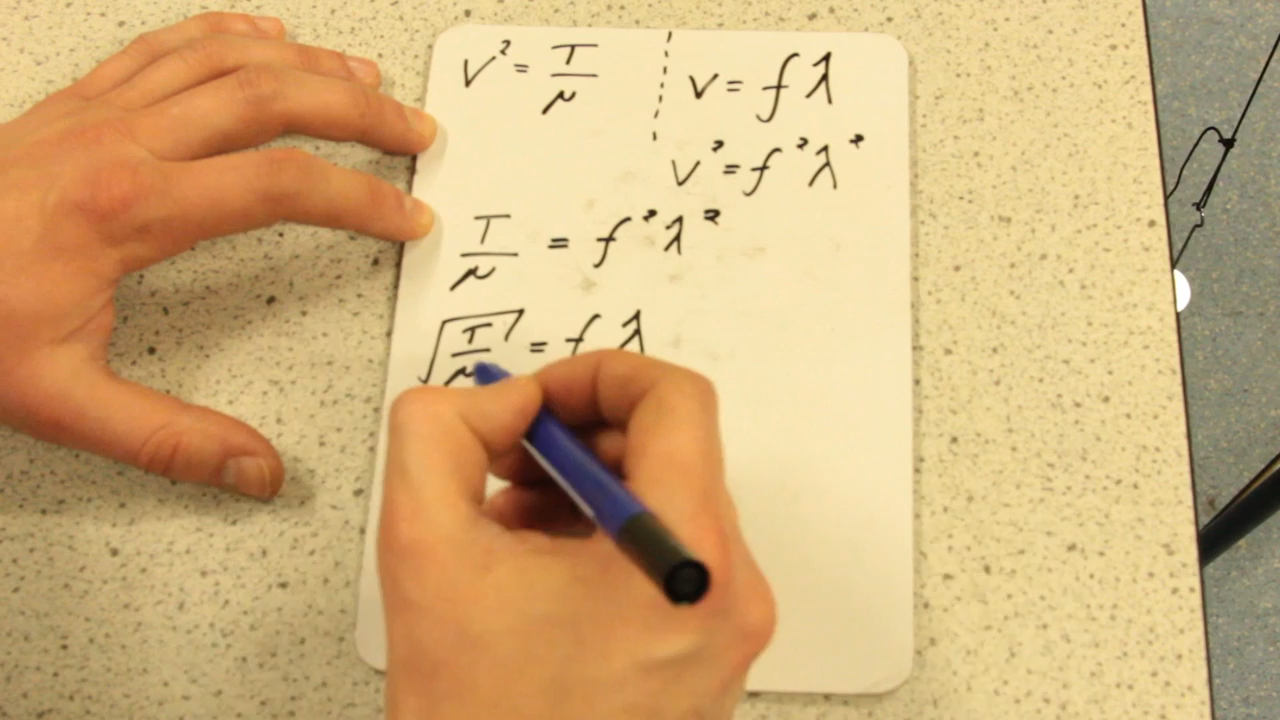 v² = T/μ ¦ v = fλ
v² = f²λ²
T/μ = f²λ²
√(T/μ) = fλ